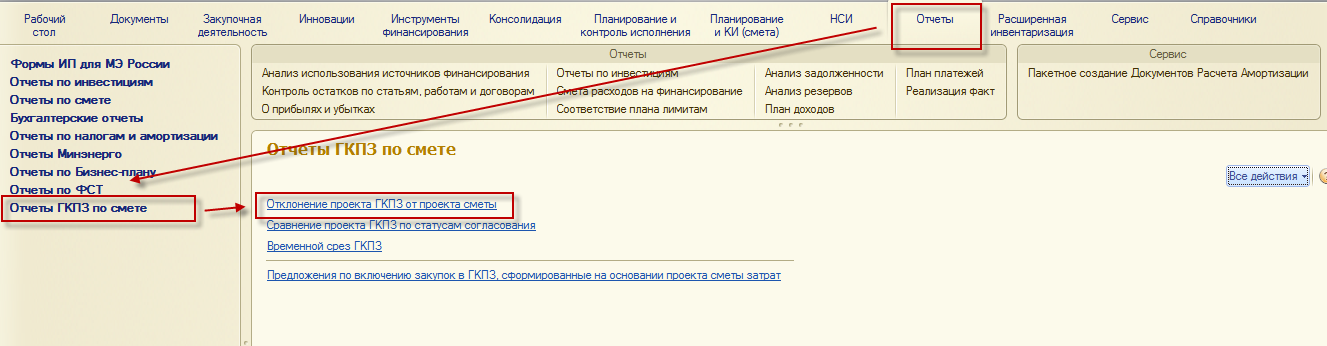 Рабочий стол
Документы
Закупочная деятельность
Инновации
Инструменты финансирования
Консолидация
Планирование и контроль исполнения
Планирование и КИ (смета)
НСИ
Отчеты
Расширенная инвентаризация
Сервис
Справочники
Формы ИП для МЭ России
Отчеты по инвестициям
Отчеты по смете
Бухгалтерские отчеты
Отчеты по налогам и амортизации
Отчеты Минэнерго
Отчеты по Бизнес-плану
Отчеты по ФСТ
Отчеты ГКПЗ по смете
Отчеты
Анализ использования источников финансирования
Контроль остатков по статьям, работам и договорам
О прибылях и убытках
Отчеты по инвестициям
Смета расходов на финансирование
Соответствие плана лимитам
Анализ задолженности
Анализ резервов
План доходов
План платежей
Реализация факт
Сервис
Пакетное создание Документов Расчета Амортизации
Отчеты ГКПЗ по смете
Все действия
Отклонение проекта ГКПЗ от проекта сметы
Сравнение проекта ГКПЗ по статусам согласования
Временной срез ГКПЗ
Предложения по включению закупок в ГКПЗ, сформированные на основании проекта сметы затрат